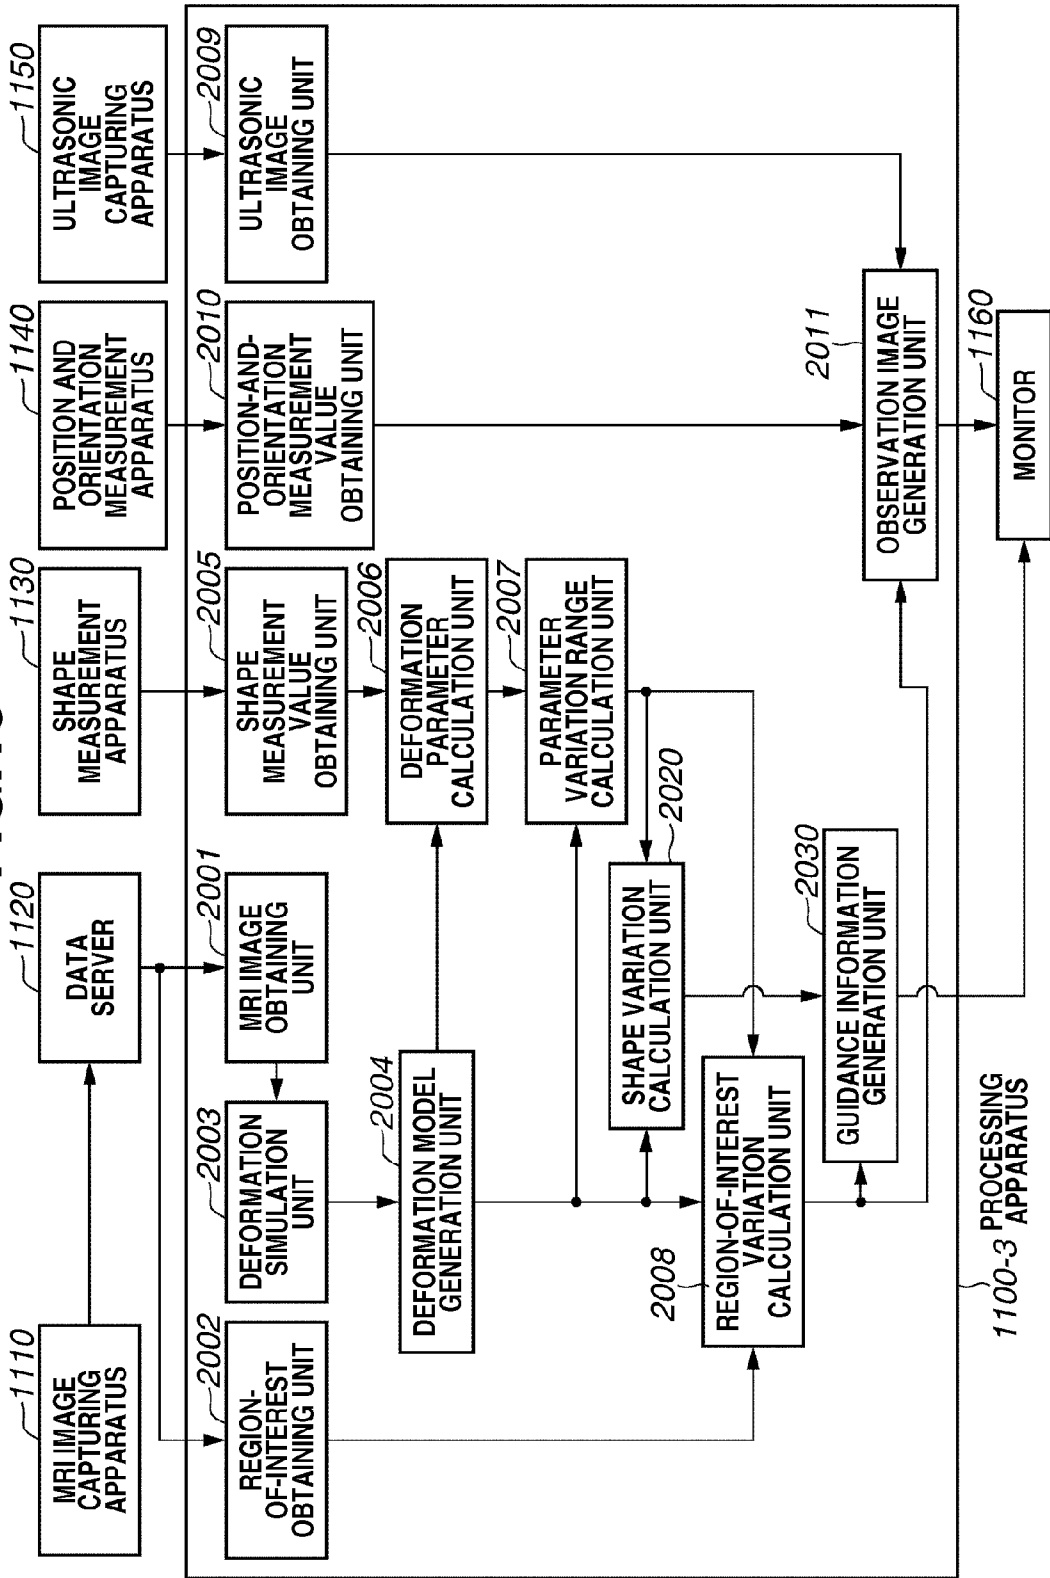 1110
MRI IMAGE
CAPTURING
APPARATUS
1120
DATA
SERVER
1130
SHAPE
MEASUREMENT
APPARATUS
1140
POSITION AND
ORIENTATION
MEASUREMENT
APPARATUS
1150
ULTRASONIC
IMAGE
CAPTURING
APPARATUS
2002
REGION-
OF-INTEREST
OBTAINING UNIT
2003
DEFORMATION
SIMULATION
UNIT
2001
MRI IMAGE
OBTAINING
UNIT
2005
SHAPE
MEASUREMENT
VALUE
OBTAINING UNIT
2010
POSITION-AND-
ORIENTATION
MEASUREMENT
VALUE
OBTAINING UNIT
2009
ULTRASONIC
IMAGE
OBTAINING UNIT
2004
DEFORMATION MODEL
GENERATION UNIT
2006
DEFORMATION
PARAMETER
CALCULATION UNIT
2007
PARAMETER
VARIATION RANGE
CALCULATION UNIT
2020
SHAPE VARIATION
CALCULATION UNIT
2008
REGION-OF-INTEREST
VARIATION
CALCULATION UNIT
2030
GUIDANCE INFORMATION
GENERATION UNIT
2011
OBSERVATION IMAGE
GENERATION UNIT
1100-3
PROCESSING
APPARATUS
1160
MONITOR